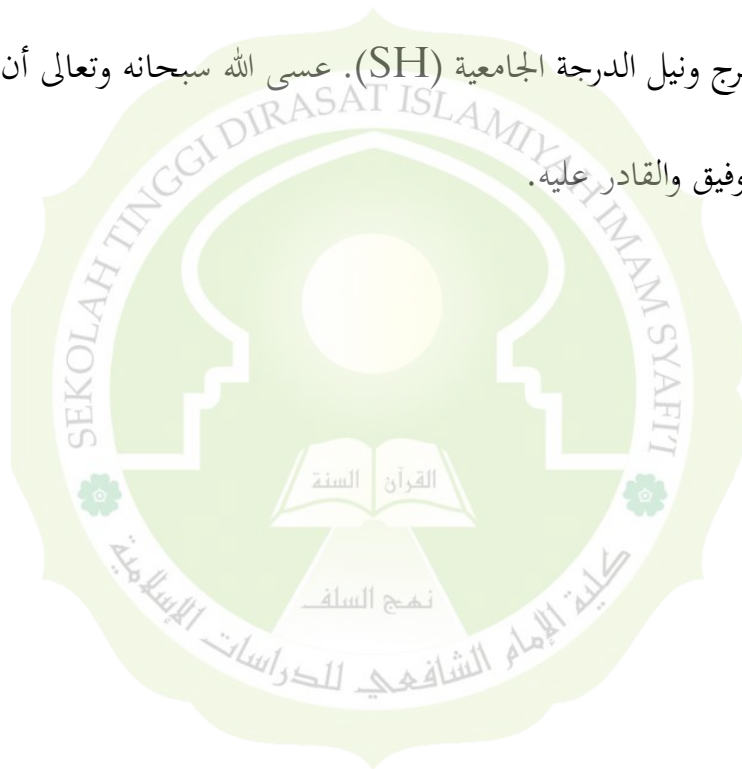 رج ونيل الدرجة الجامعية (SH). عسى الله سبحانه وتعالى أن
وفيق والقادر عليه.
SEKOLAH TINGGI DIRASAT ISLAMIYAH IMAM SYAFI'I
القرآن السنة
نهج السلف
كلية الإمام الشافعي للدراسات الإسلامية